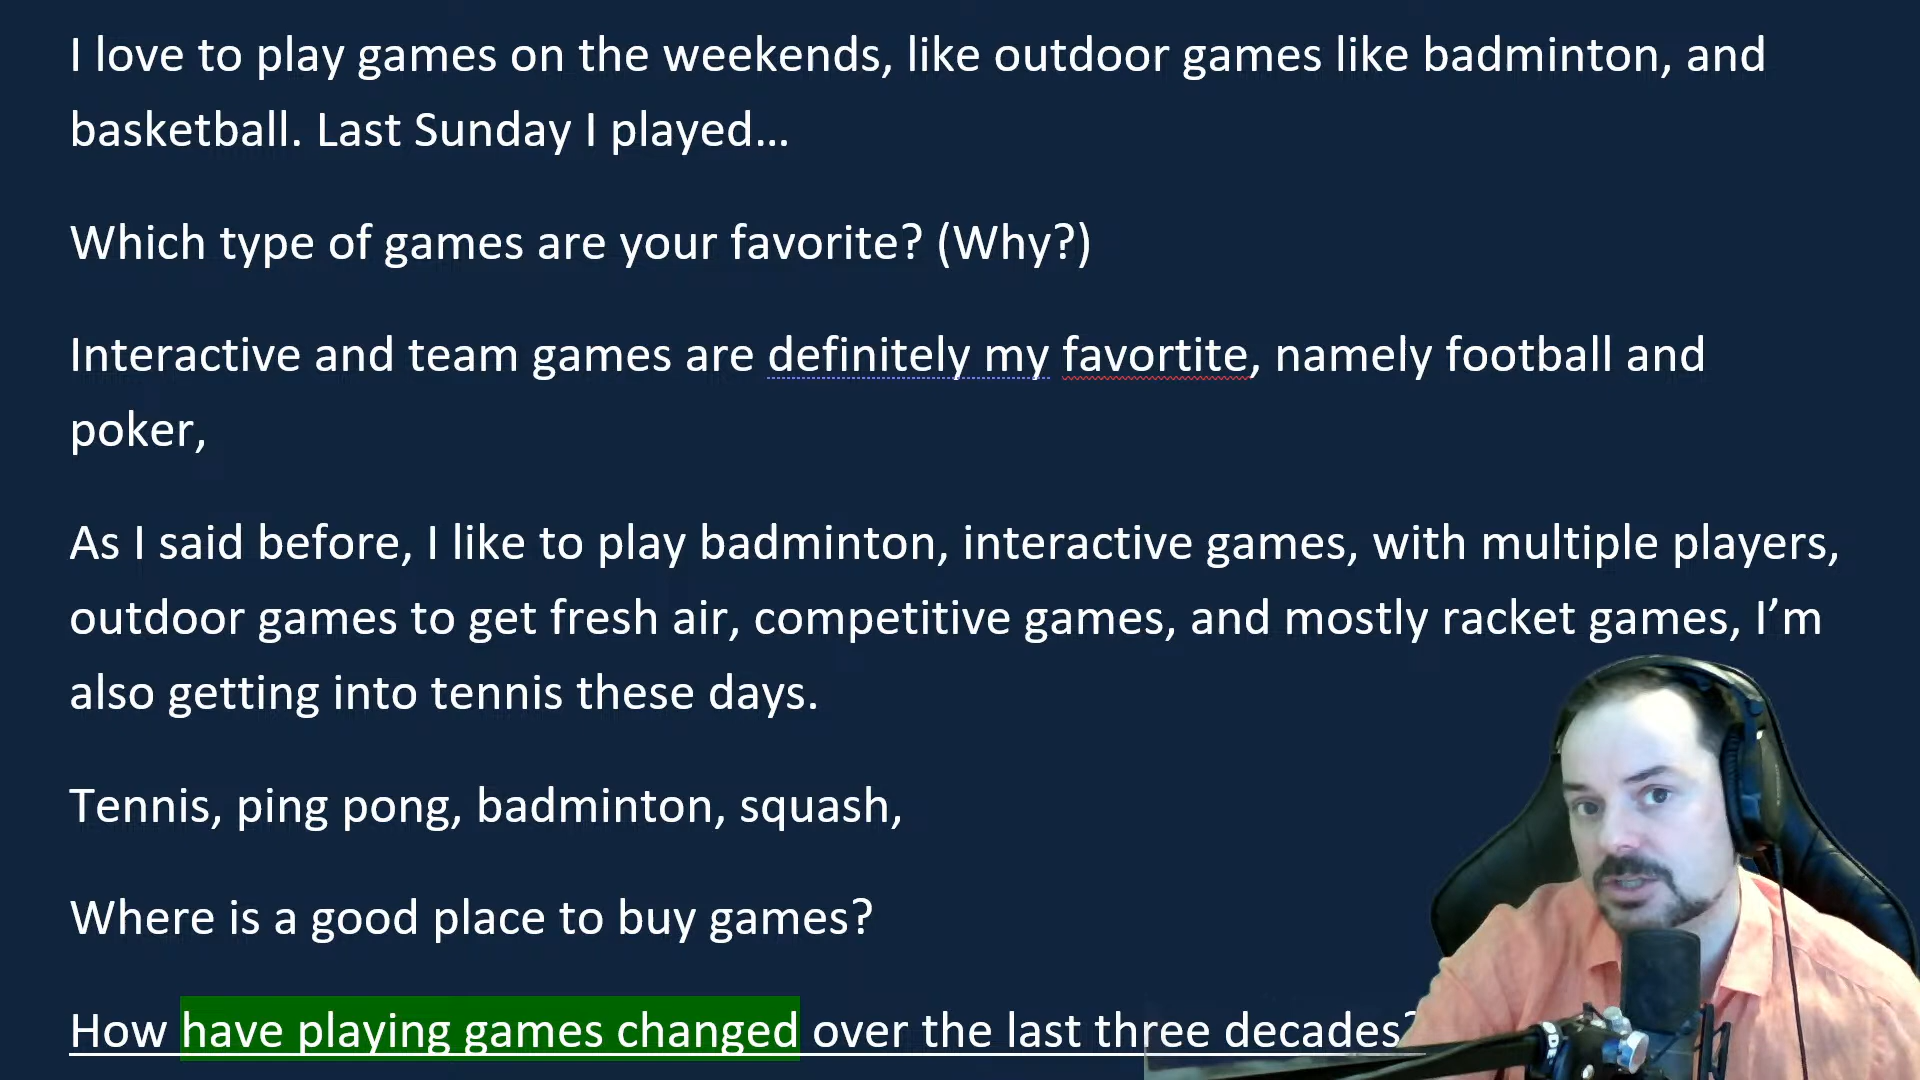 I love to play games on the weekends, like outdoor games like badminton, and
basketball. Last Sunday I played…
Which type of games are your favorite? (Why?)
Interactive and team games are definitely my favortite, namely football and
poker,
As I said before, I like to play badminton, interactive games, with multiple players,
outdoor games to get fresh air, competitive games, and mostly racket games, I’m
also getting into tennis these days.
Tennis, ping pong, badminton, squash,
Where is a good place to buy games?
How have playing games changed over the last three decades?